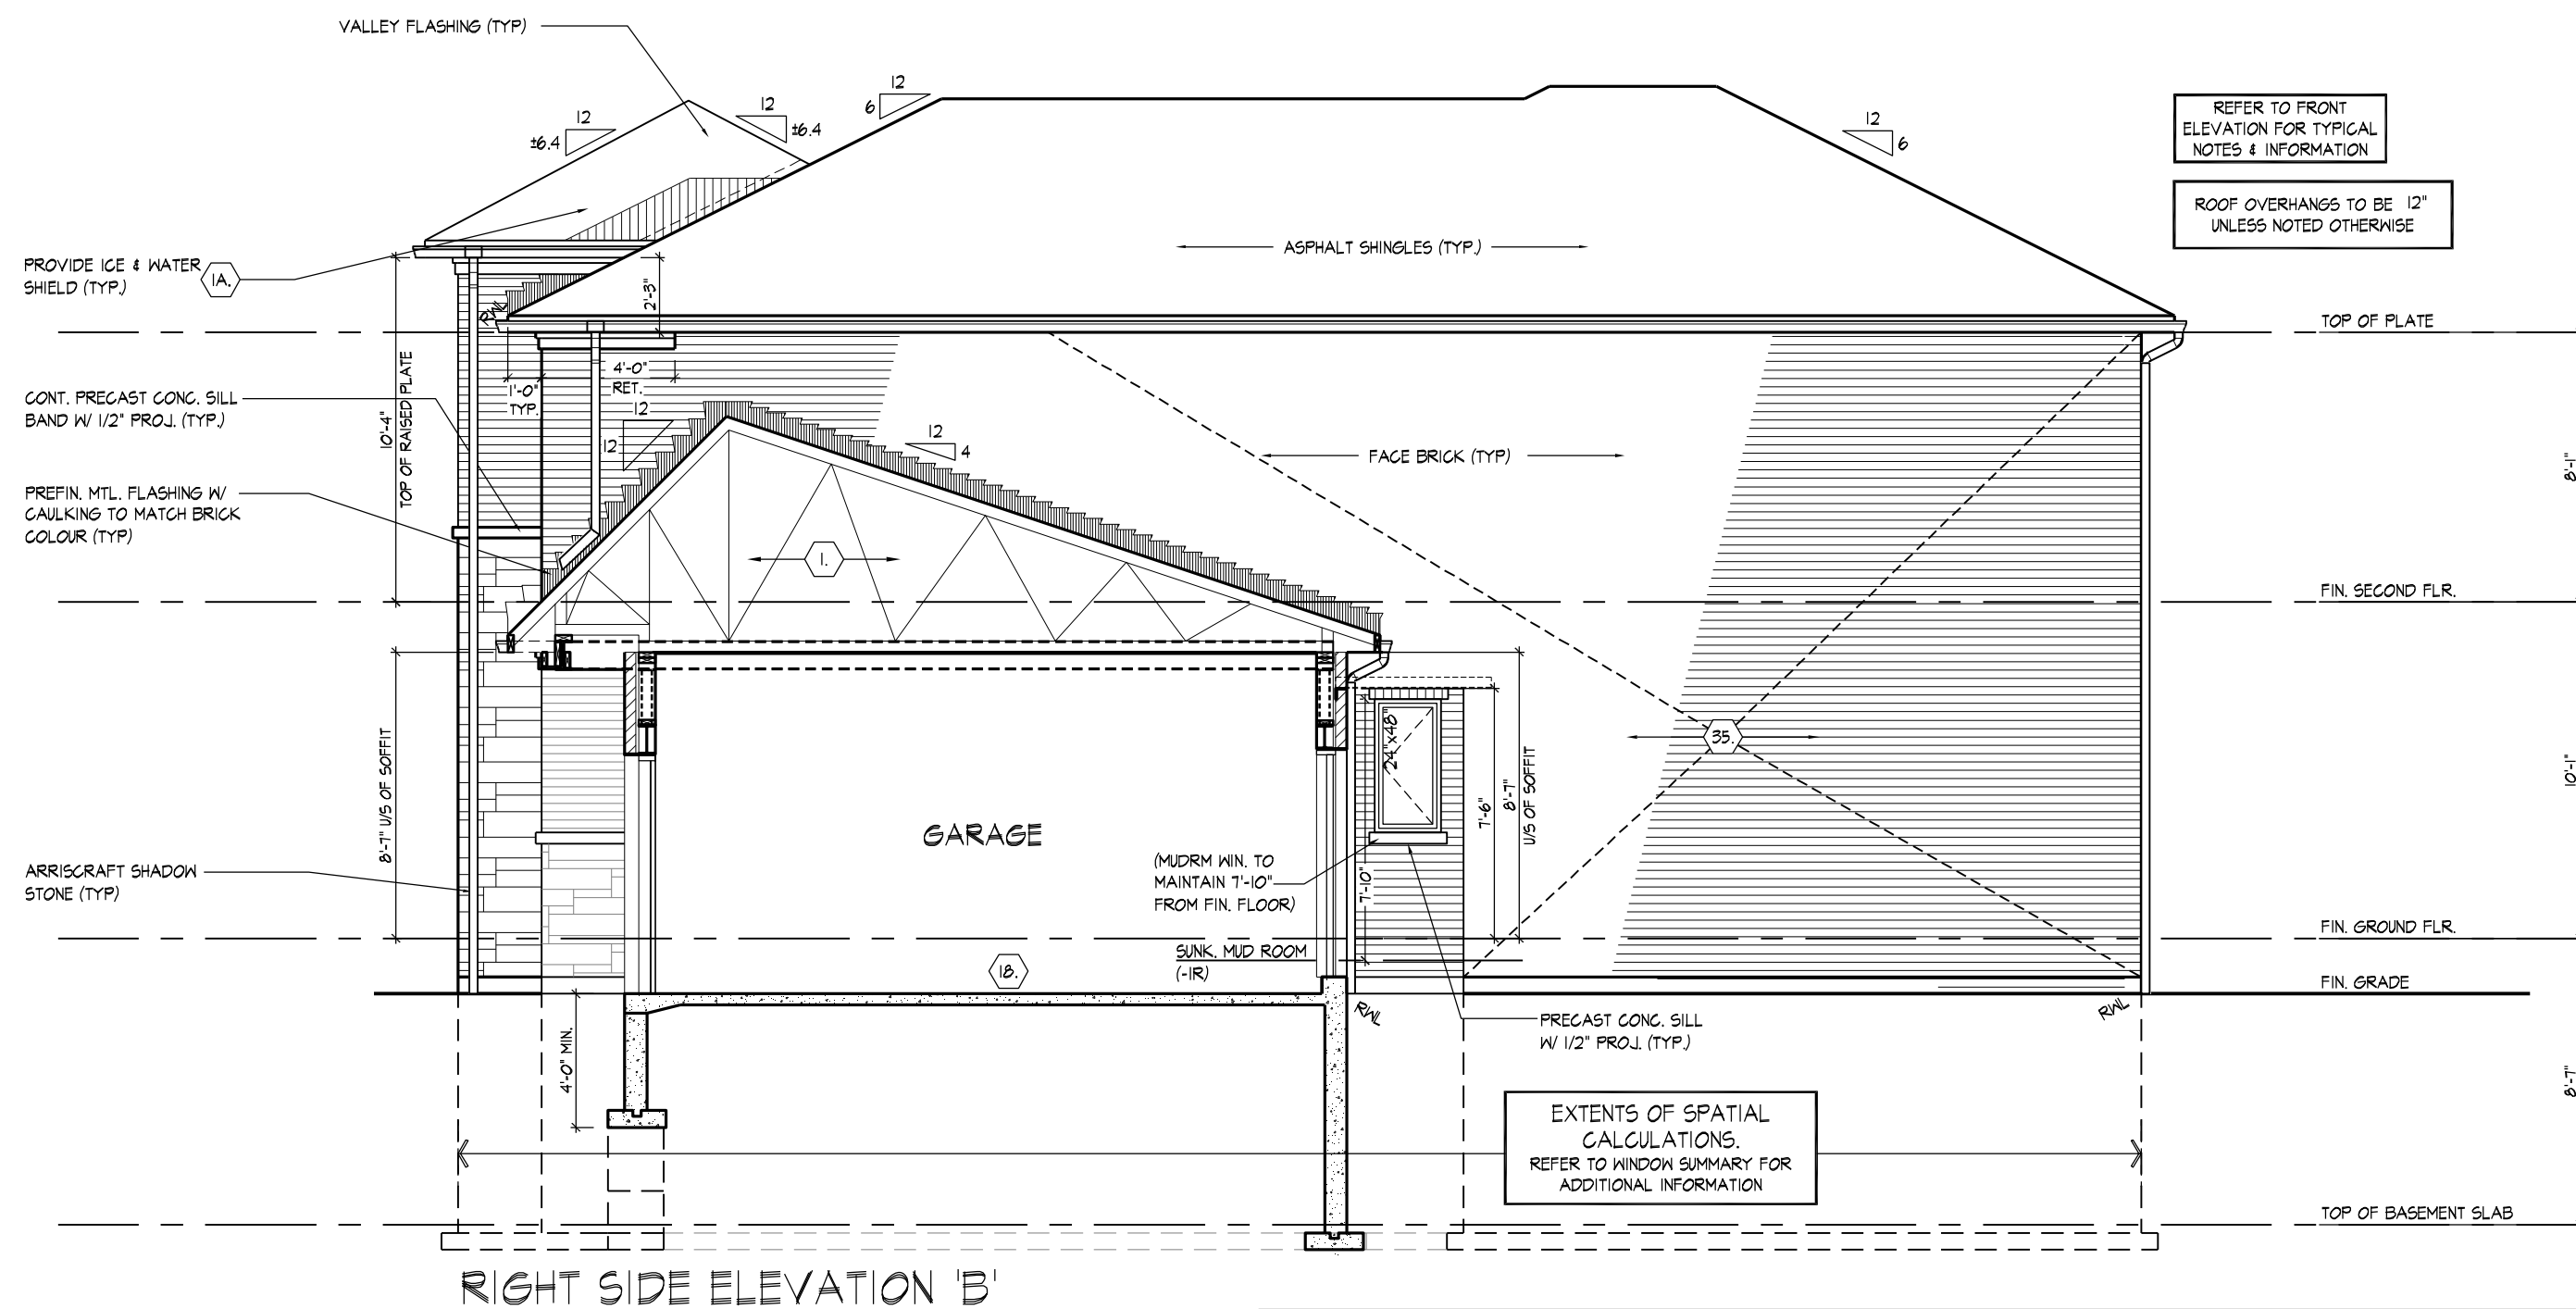 VALLEY FLASHING (TYP)
12
±6.4
12
±6.4
12
6
12
6
REFER TO FRONT
ELEVATION FOR TYPICAL
NOTES & INFORMATION
ROOF OVERHANGS TO BE 12"
UNLESS NOTED OTHERWISE
ASPHALT SHINGLES (TYP.)
PROVIDE ICE & WATER
SHIELD (TYP.)
1A.
RWL
2'-3"
TOP OF PLATE
10'-4"
TOP OF RAISED PLATE
1'-0"
TYP.
4'-0"
RET.
12
12
12
4
CONT. PRECAST CONC. SILL
BAND W/ 1/2" PROJ. (TYP.)
FACE BRICK (TYP)
8'-1"
PREFIN. MTL. FLASHING W/
CAULKING TO MATCH BRICK
COLOUR (TYP)
1.
FIN. SECOND FLR.
8'-7" U/S OF SOFFIT
24"x48"
35.
7'-6"
8'-7"
U/S OF SOFFIT
10'-1"
GARAGE
(MUDRM WIN. TO
MAINTAIN 7'-10"
FROM FIN. FLOOR)
7'-10"
ARRISCRAFT SHADOW
STONE (TYP)
FIN. GROUND FLR.
SUNK. MUD ROOM
(-1R)
18.
FIN. GRADE
RWL
RWL
PRECAST CONC. SILL
W/ 1/2" PROJ. (TYP.)
4'-0" MIN.
8'-7"
EXTENTS OF SPATIAL
CALCULATIONS.
REFER TO WINDOW SUMMARY FOR
ADDITIONAL INFORMATION
TOP OF BASEMENT SLAB
RIGHT SIDE ELEVATION 'B'